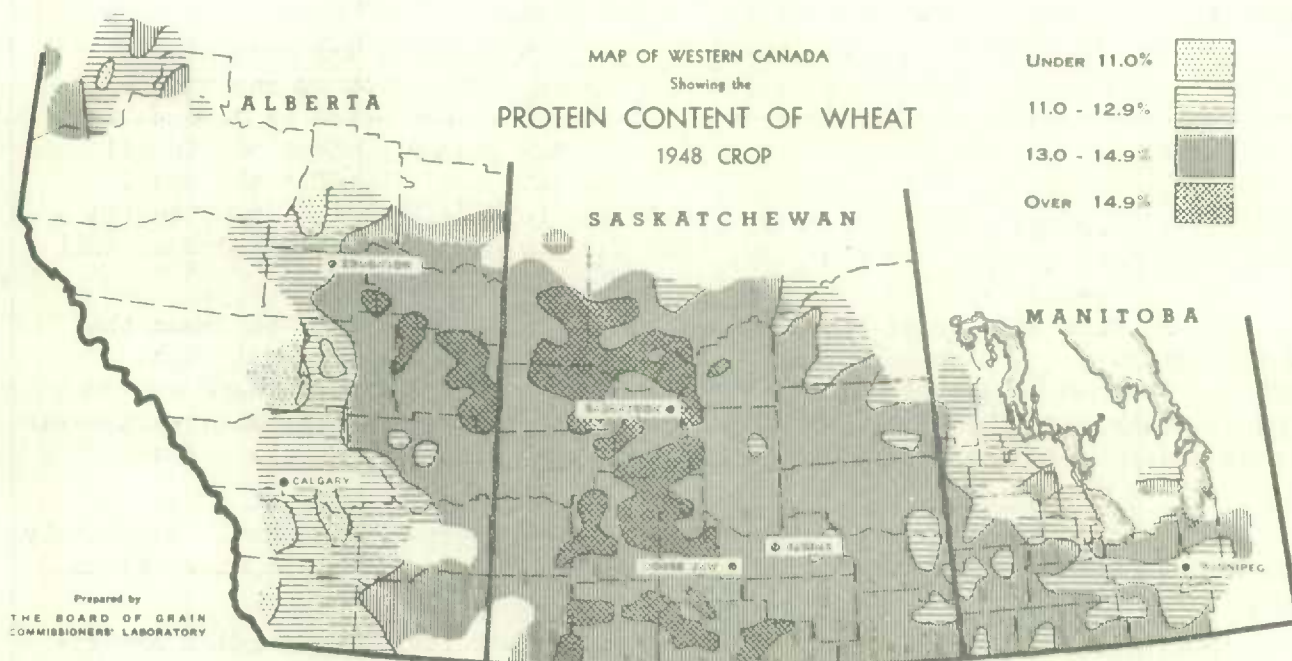 MAP OF WESTERN CANADA
Showing the
PROTEIN CONTENT OF WHEAT
1948 CROP
UNDER 11.0%
11.0 - 12.9%
13.0 - 14.9%
OVER 14.9%
ALBERTA
SASKATCHEWAN
MANITOBA
EDMONTON
SASKATOON
CALGARY
REGINA
MOOSE JAW
WINNIPEG
Prepared by
THE BOARD OF GRAIN
COMMISSIONERS' LABORATORY